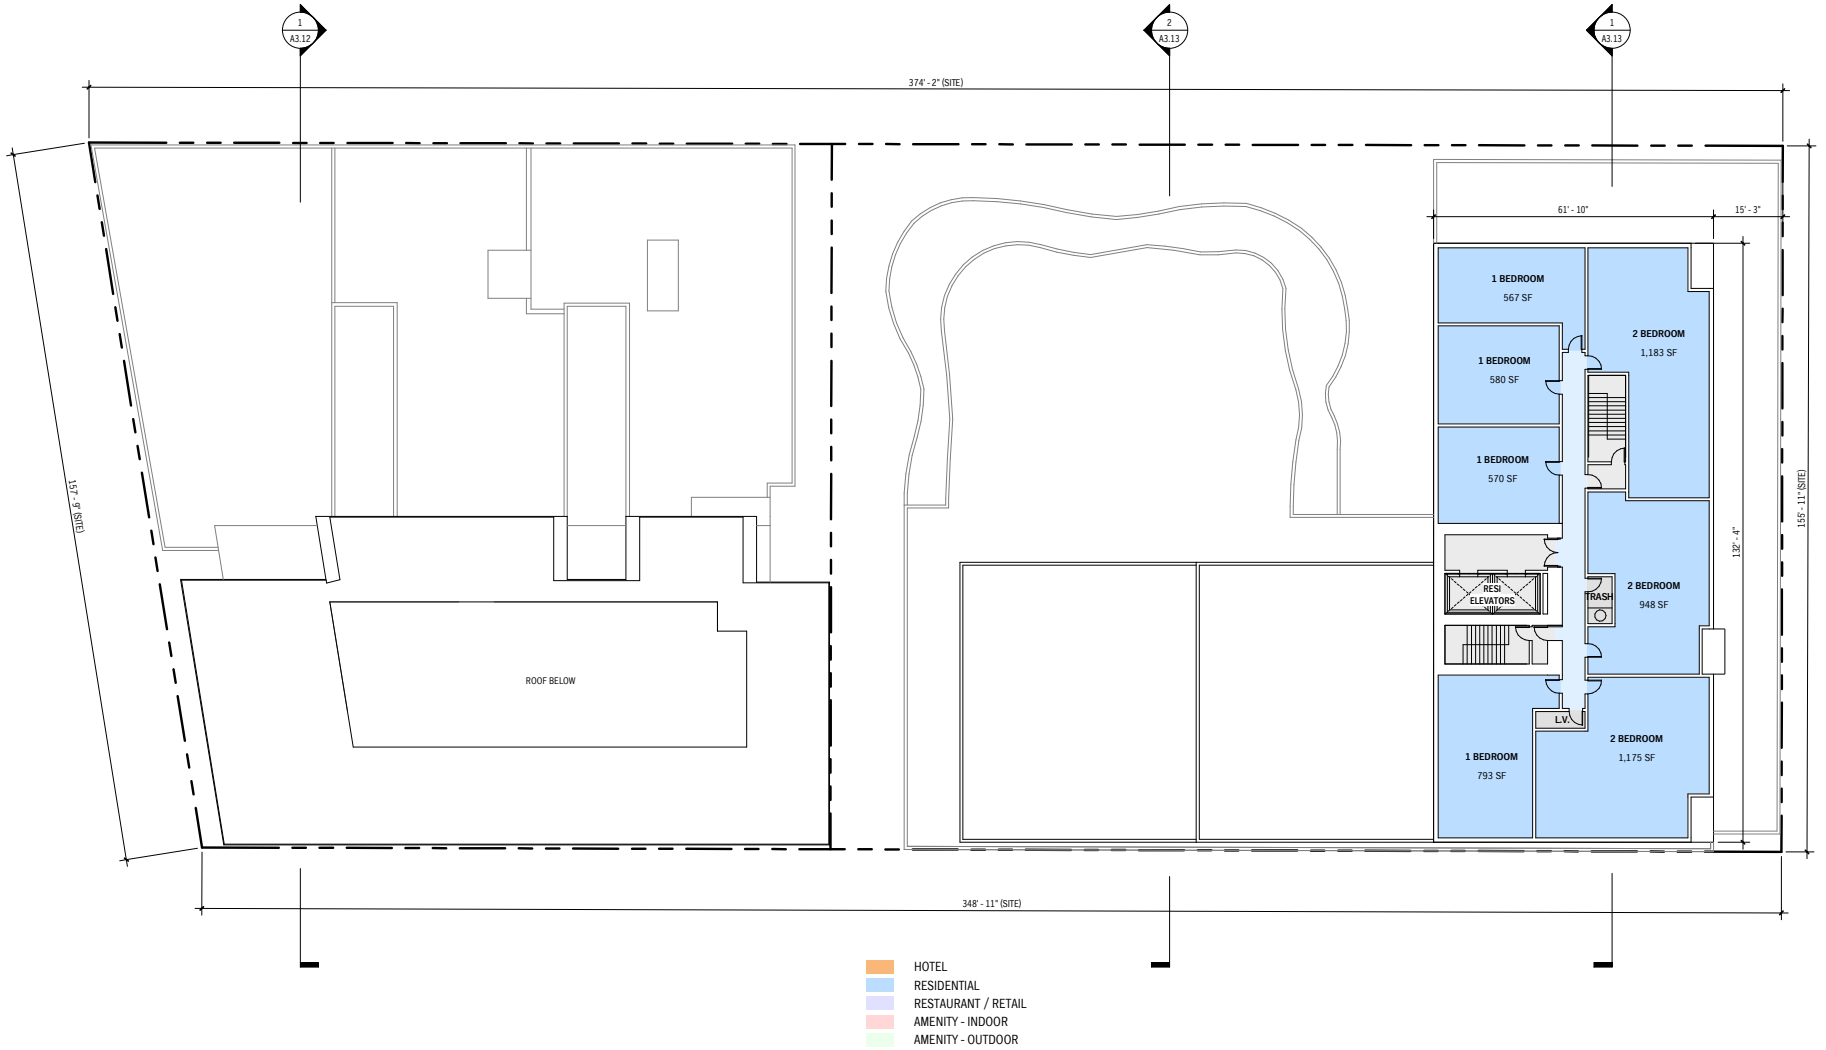 1
A3.12
2
A3.13
1
A3.13
374' - 2" (SITE)
61' - 10"
15' - 3"
1 BEDROOM
567 SF
2 BEDROOM
1,183 SF
1 BEDROOM
580 SF
1 BEDROOM
570 SF
157' - 9" (SITE)
155' - 11" (SITE)
132' - 4"
RESI
ELEVATORS
TRASH
2 BEDROOM
948 SF
ROOF BELOW
L.V.
2 BEDROOM
1,175 SF
1 BEDROOM
793 SF
348' - 11" (SITE)
HOTEL
RESIDENTIAL
RESTAURANT / RETAIL
AMENITY - INDOOR
AMENITY - OUTDOOR